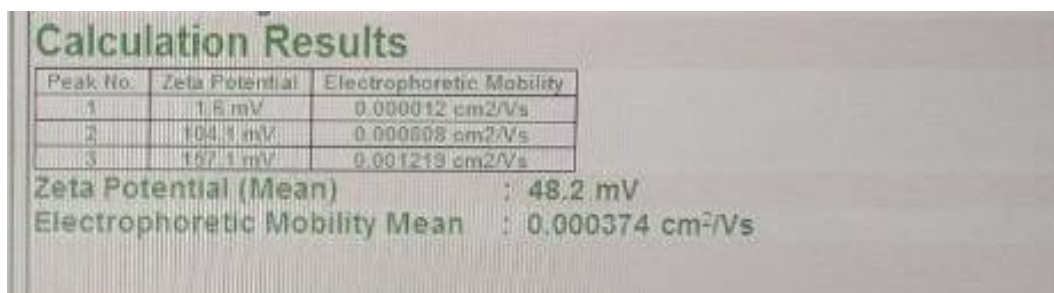 Calculation Results
Peak No. Zeta Potential Electrophoretic Mobility
1 1.6 mV 0.000012 cm2/Vs
2 104.1 mV 0.000808 cm2/Vs
3 157.1 mV 0.001219 cm2/Vs
Zeta Potential (Mean) : 48.2 mV
Electrophoretic Mobility Mean : 0.000374 cm²/Vs